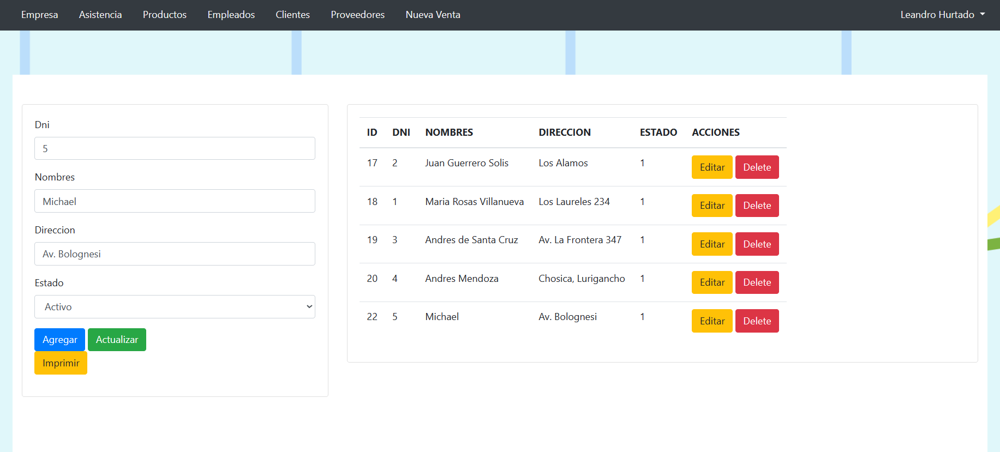 Empresa Asistencia Productos Empleados Clientes Proveedores Nueva Venta Leandro Hurtado
Dni
5
Nombres
Michael
Direccion
Av. Bolognesi
Estado
Activo
Agregar Actualizar
Imprimir
ID DNI NOMBRES DIRECCION ESTADO ACCIONES
17 2 Juan Guerrero Solis Los Alamos 1 Editar Delete
18 1 Maria Rosas Villanueva Los Laureles 234 1 Editar Delete
19 3 Andres de Santa Cruz Av. La Frontera 347 1 Editar Delete
20 4 Andres Mendoza Chosica, Lurigancho 1 Editar Delete
22 5 Michael Av. Bolognesi 1 Editar Delete